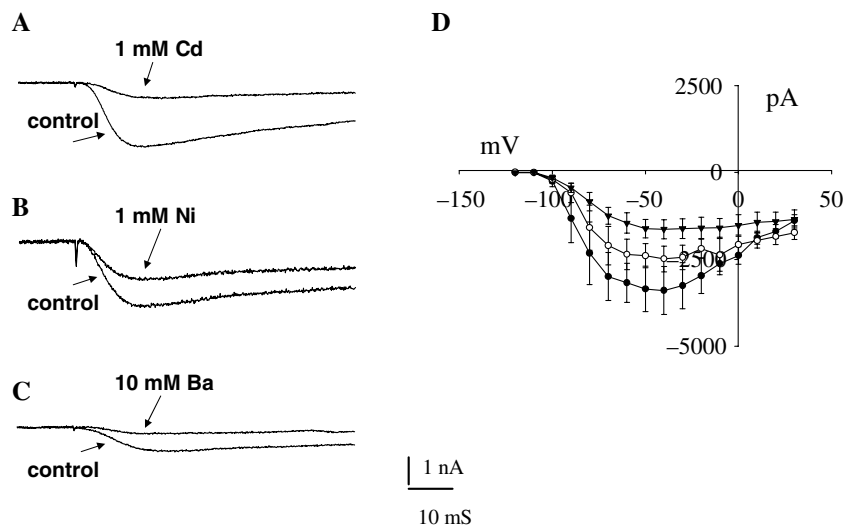 A
1 mM Cd
control
B
1 mM Ni
control
C
10 mM Ba
control
1 nA
10 mS
D
2500
pA
mV
0
−150
−100
−50
0
50
−2500
−5000